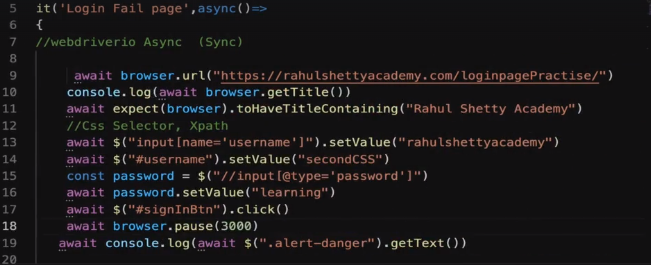 5 it('Login Fail page',async()=>
6 {
7 //webdriverio Async  (Sync)
8
9      await browser.url("https://rahulshettyacademy.com/loginpagePractise/")
10     console.log(await browser.getTitle())
11     await expect(browser).toHaveTitleContaining("Rahul Shetty Academy")
12     //Css Selector, Xpath
13     await $("input[name='username']").setValue("rahulshettyacademy")
14     await $("#username").setValue("secondCSS")
15     const password = $("//input[@type='password']")
16     await password.setValue("learning")
17     await $("#signInBtn").click()
18     await browser.pause(3000)
19    await console.log(await $(".alert-danger").getText())
20